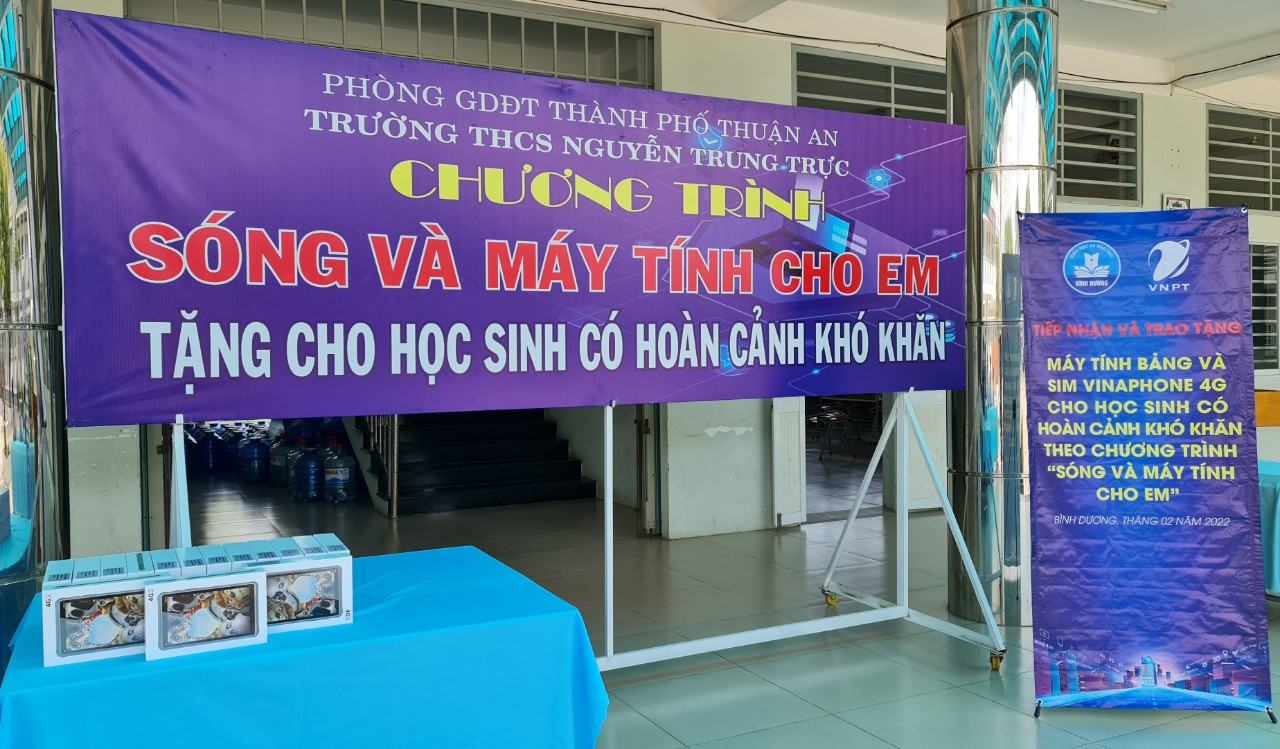 PHÒNG GDĐT THÀNH PHỐ THUẬN AN
TRƯỜNG THCS NGUYỄN TRUNG TRỰC
CHƯƠNG TRÌNH
SÓNG VÀ MÁY TÍNH CHO EM
TẶNG CHO HỌC SINH CÓ HOÀN CẢNH KHÓ KHĂN
BÌNH DƯƠNG
VNPT
TIẾP NHẬN VÀ TRAO TẶNG
MÁY TÍNH BẢNG VÀ
SIM VINAPHONE 4G
CHO HỌC SINH CÓ
HOÀN CẢNH KHÓ KHĂN
THEO CHƯƠNG TRÌNH
“SÓNG VÀ MÁY TÍNH
CHO EM”
BÌNH DƯƠNG, THÁNG 02 NĂM 2022
4G
4G
4G